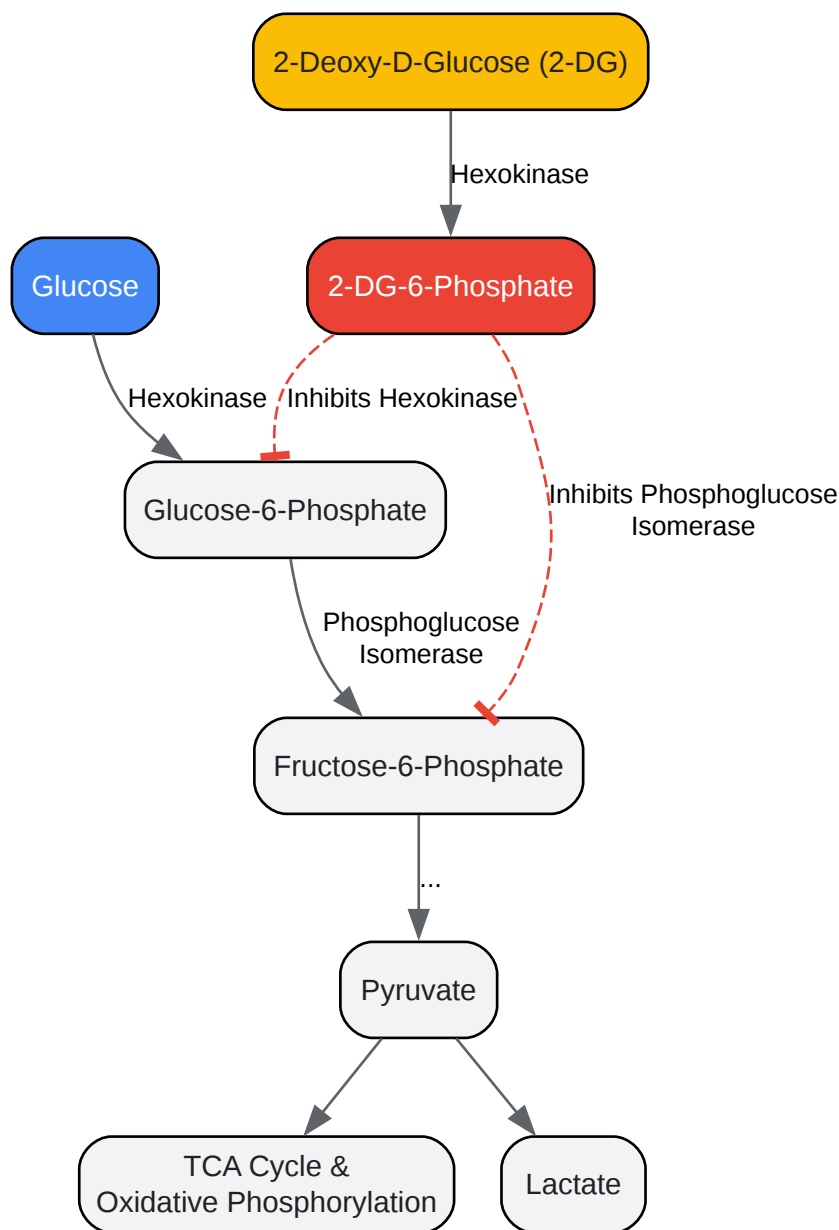 2-Deoxy-D-Glucose (2-DG)
Hexokinase
Glucose
2-DG-6-Phosphate
Hexokinase
Inhibits Hexokinase
Inhibits Phosphoglucose
Isomerase
Glucose-6-Phosphate
Phosphoglucose
Isomerase
Fructose-6-Phosphate
...
Pyruvate
TCA Cycle &
Oxidative Phosphorylation
Lactate